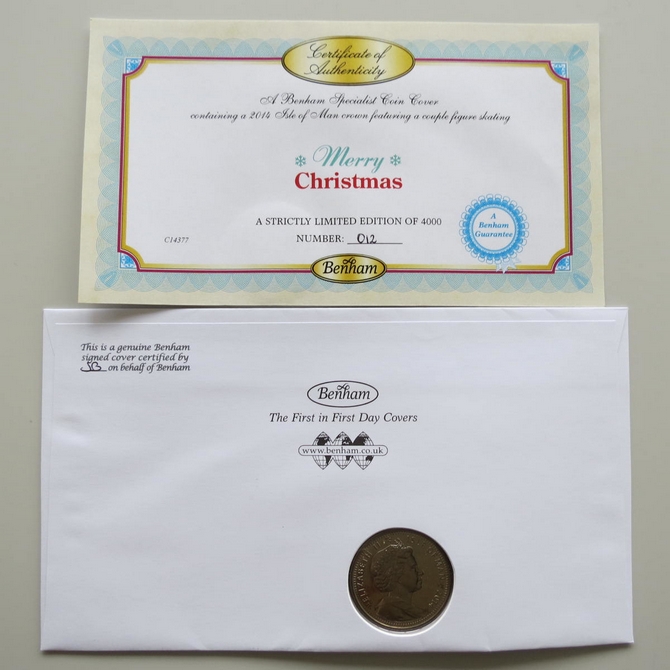 Certificate of
Authenticity
A Benham Specialist Coin Cover
containing a 2014 Isle of Man crown featuring a couple figure skating
Merry
Christmas
A STRICTLY LIMITED EDITION OF 4000
NUMBER: 012
C14377
A
Benham
Guarantee
Benham
This is a genuine Benham
signed cover certified by
SB on behalf of Benham
Benham
The First in First Day Covers
www.benham.co.uk
ELIZABETH